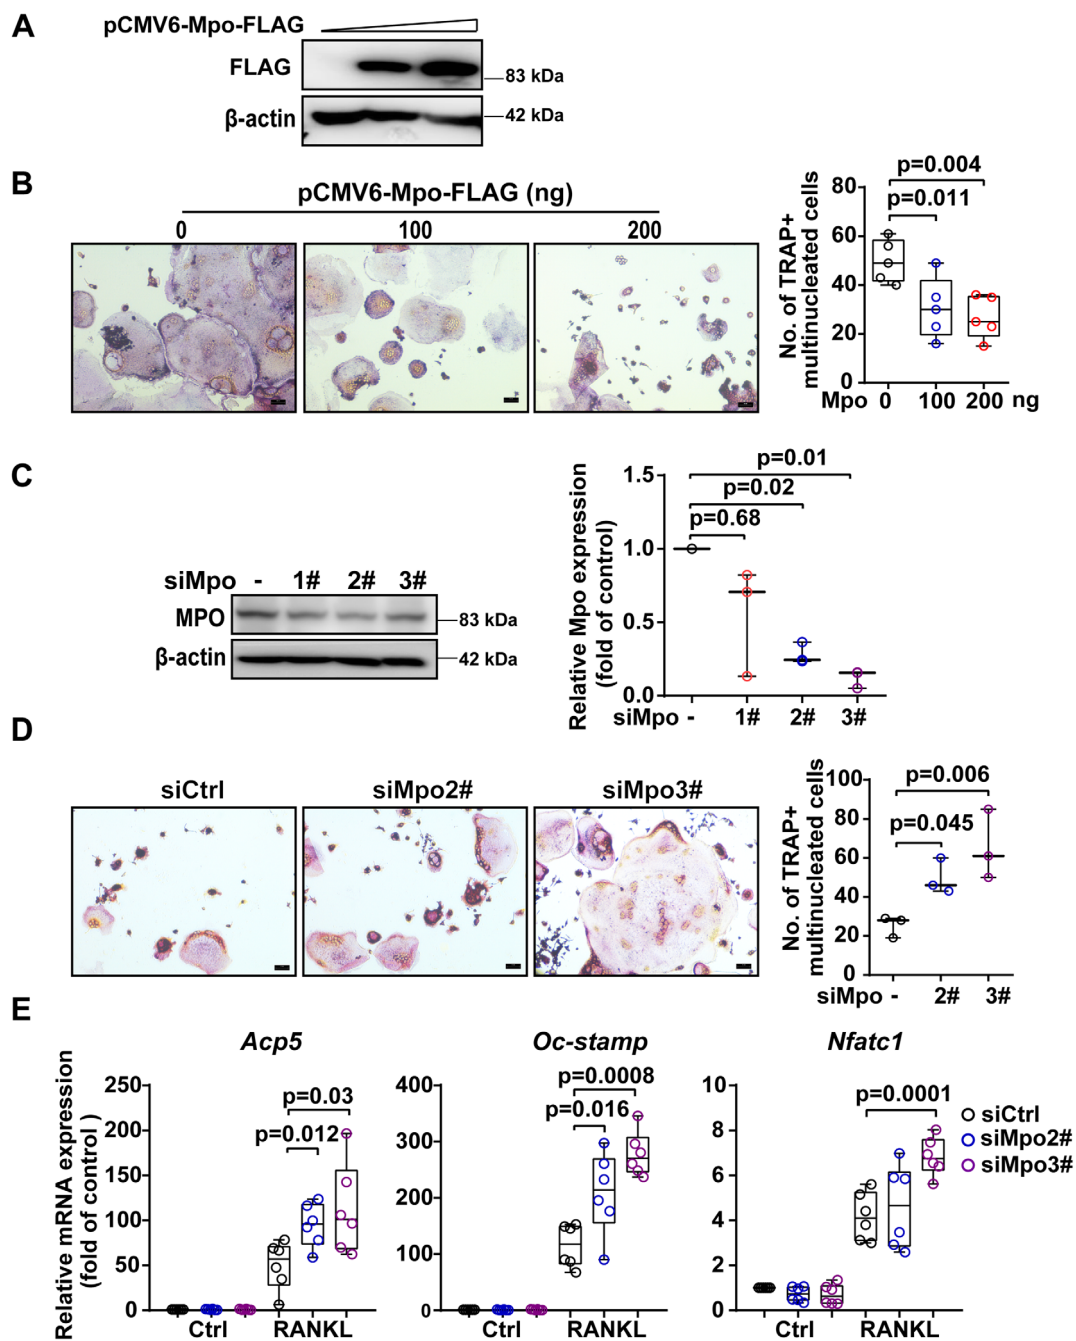 A
pCMV6-Mpo-FLAG
FLAG
83 kDa
β-actin
42 kDa
B
pCMV6-Mpo-FLAG (ng)
0 100 200
No. of TRAP+
multinucleated cells
80
60
40
20
0
p=0.004
p=0.011
Mpo 0 100 200 ng
C
siMpo - 1# 2# 3#
MPO
83 kDa
β-actin
42 kDa
Relative Mpo expression
(fold of control)
1.5
1.0
0.5
0.0
p=0.01
p=0.02
p=0.68
siMpo - 1# 2# 3#
D
siCtrl siMpo2# siMpo3#
No. of TRAP+
multinucleated cells
100
80
60
40
20
0
p=0.006
p=0.045
siMpo - 2# 3#
E
Relative mRNA expression
(fold of control )
Acp5
250
200
150
100
50
0
p=0.03
p=0.012
Ctrl RANKL
Oc-stamp
400
300
200
100
0
p=0.0008
p=0.016
Ctrl RANKL
Nfatc1
10
8
6
4
2
0
p=0.0001
Ctrl RANKL
siCtrl
siMpo2#
siMpo3#